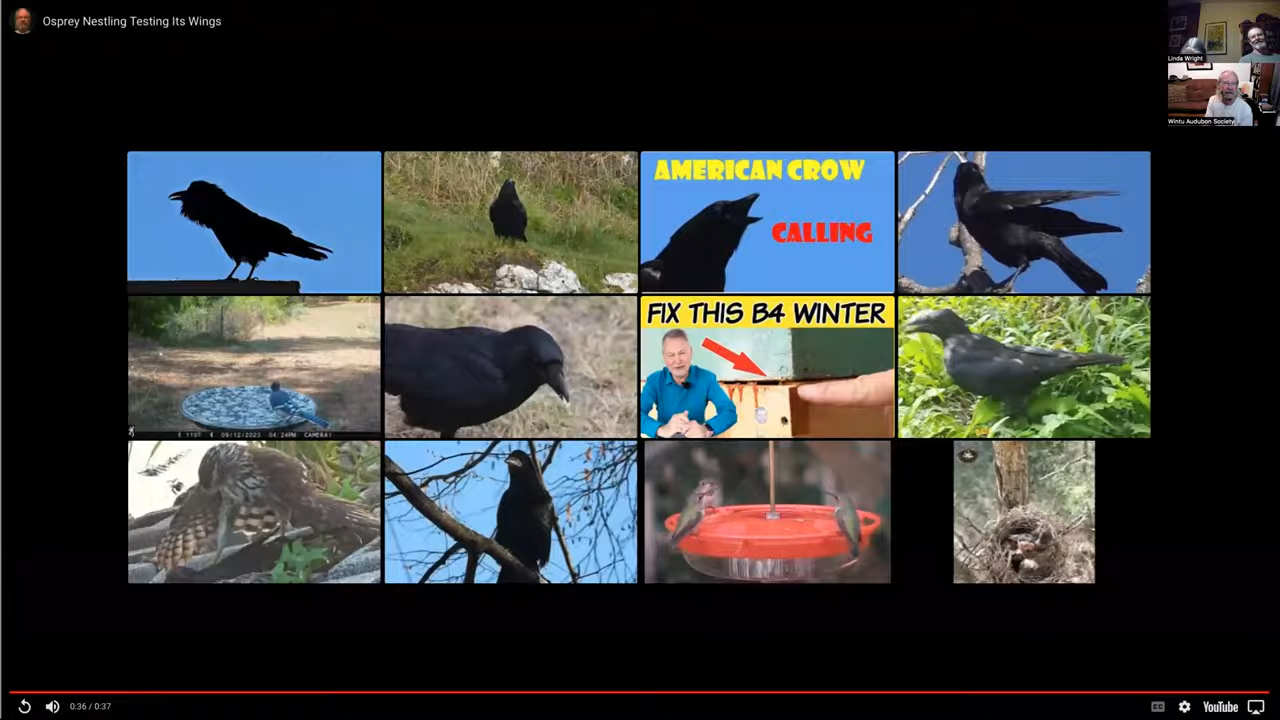 Osprey Nestling Testing Its Wings
Linda Wright
Wintu Audubon Society
AMERICAN CROW
CALLING
FIX THIS B4 WINTER
09/12/2023 04:24PM CAMERA1
0:36 / 0:37
CC
YouTube